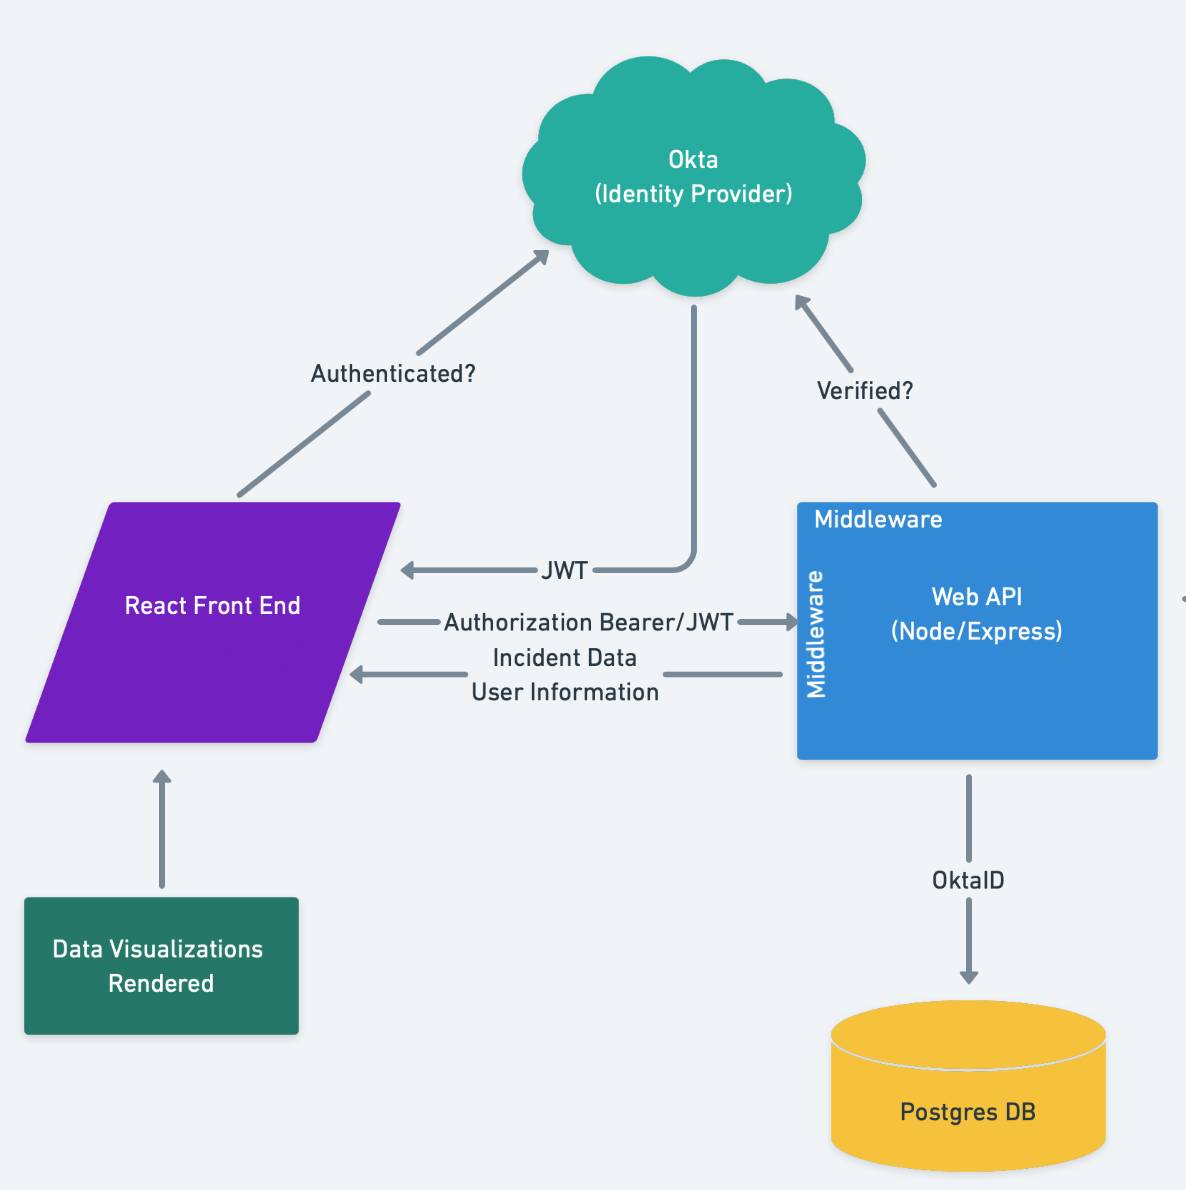 Okta
(Identity Provider)
Authenticated?
Verified?
Middleware
JWT
Middleware
React Front End
Web API
(Node/Express)
Authorization Bearer/JWT
Incident Data
User Information
OktaID
Data Visualizations
Rendered
Postgres DB